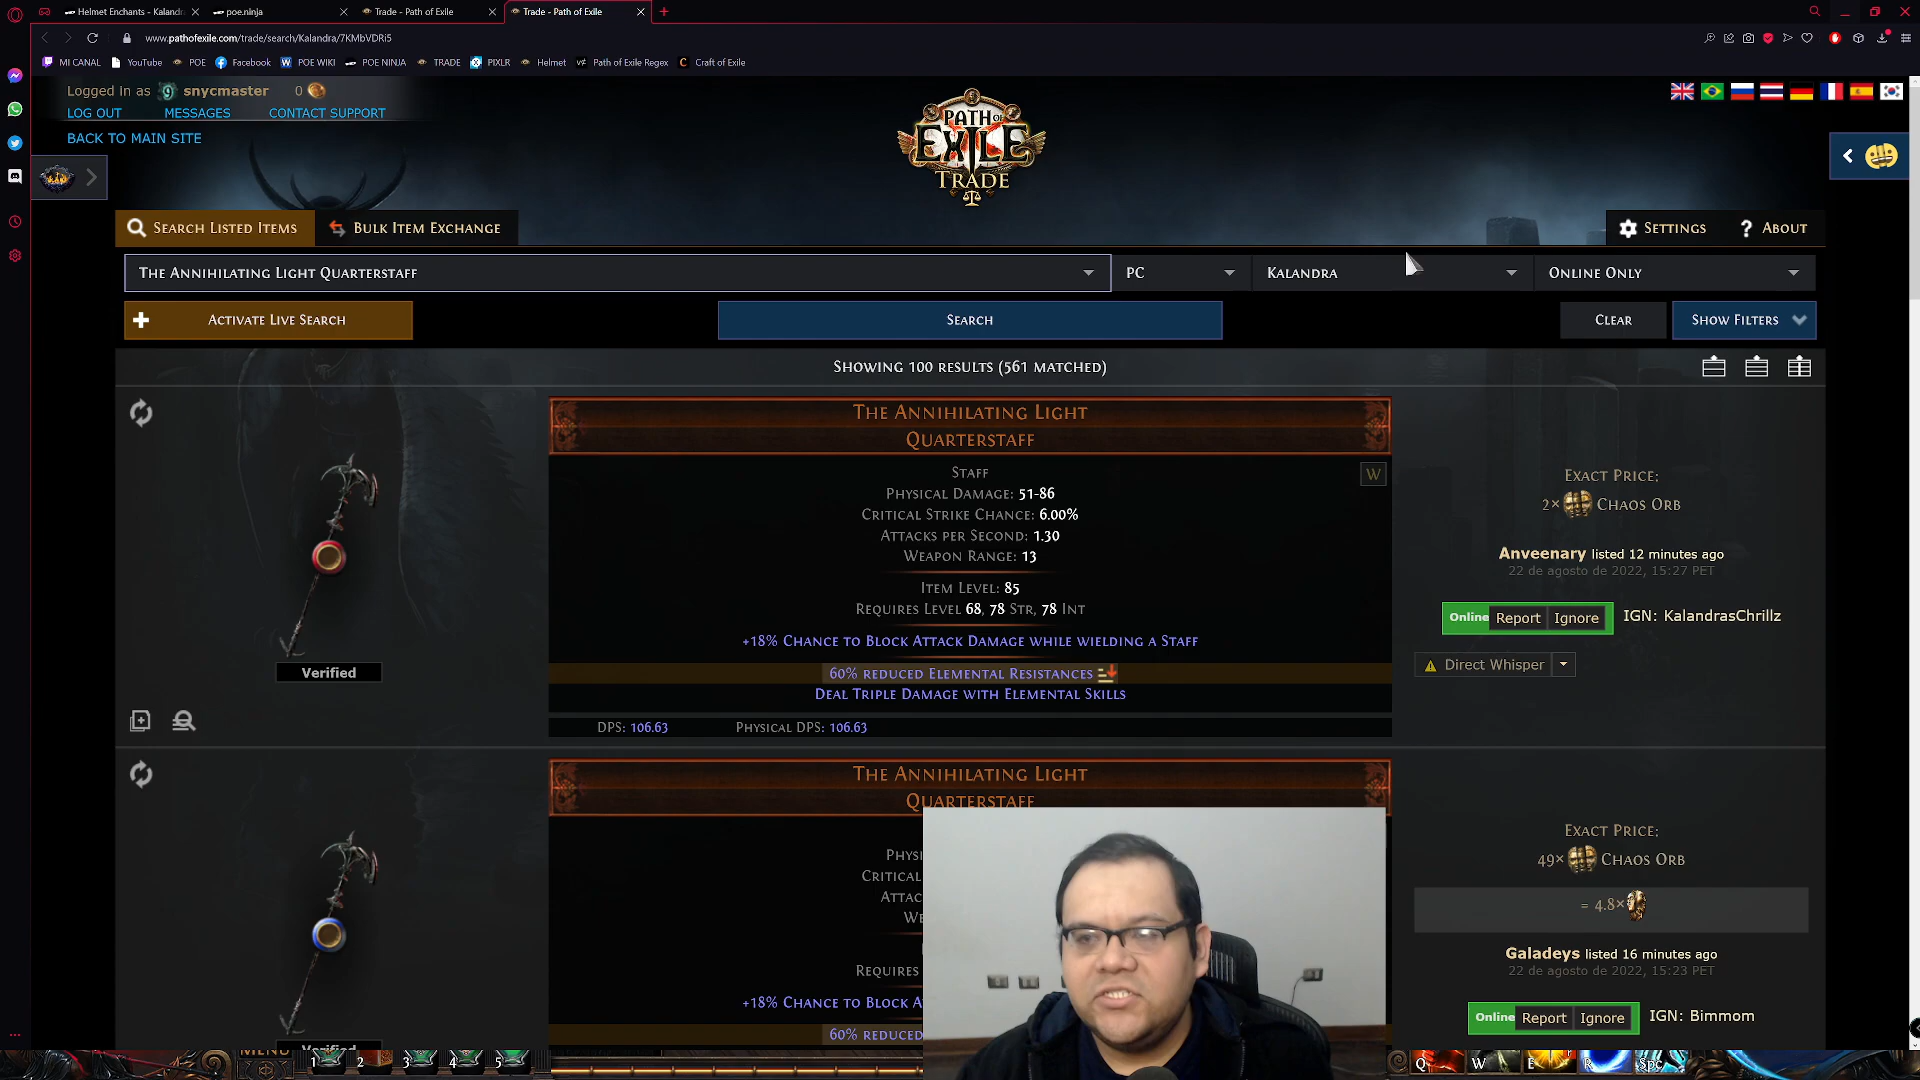 Helmet Enchants - Kalandr
poe.ninja
Trade - Path of Exile
Trade - Path of Exile
www.pathofexile.com/trade/search/Kalandra/7KMbVDRi5
MI CANAL
YouTube
POE
Facebook
POE WIKI
POE NINJA
TRADE
PIXLR
Helmet
Path of Exile Regex
Craft of Exile
Logged in as snycmaster 0
LOG OUT MESSAGES CONTACT SUPPORT
BACK TO MAIN SITE
PATH OF EXILE TRADE
Search Listed Items
Bulk Item Exchange
Settings
About
The Annihilating Light Quarterstaff
PC
Kalandra
Online Only
Activate Live Search
Search
Clear
Show Filters
Showing 100 results (561 matched)
The Annihilating Light
Quarterstaff
Staff
W
Physical Damage: 51-86
Critical Strike Chance: 6.00%
Attacks per Second: 1.30
Weapon Range: 13
Item Level: 85
Requires Level 68, 78 Str, 78 Int
+18% Chance to Block Attack Damage while wielding a Staff
60% reduced Elemental Resistances
Deal Triple Damage with Elemental Skills
DPS: 106.63 Physical DPS: 106.63
Verified
Exact Price:
2× Chaos Orb
Anveenary listed 12 minutes ago
22 de agosto de 2022, 15:27 PET
Online Report Ignore IGN: KalandrasChrillz
Direct Whisper
The Annihilating Light
Quarterstaff
Physi
Critical
Attac
We
Requires
+18% Chance to Block A
60% reduced
Verified
Exact Price:
49× Chaos Orb
= 4.8×
Galadeys listed 16 minutes ago
22 de agosto de 2022, 15:23 PET
Online Report Ignore IGN: Bimmom
MENU
1 2 3 4 5
Q W E R Spc